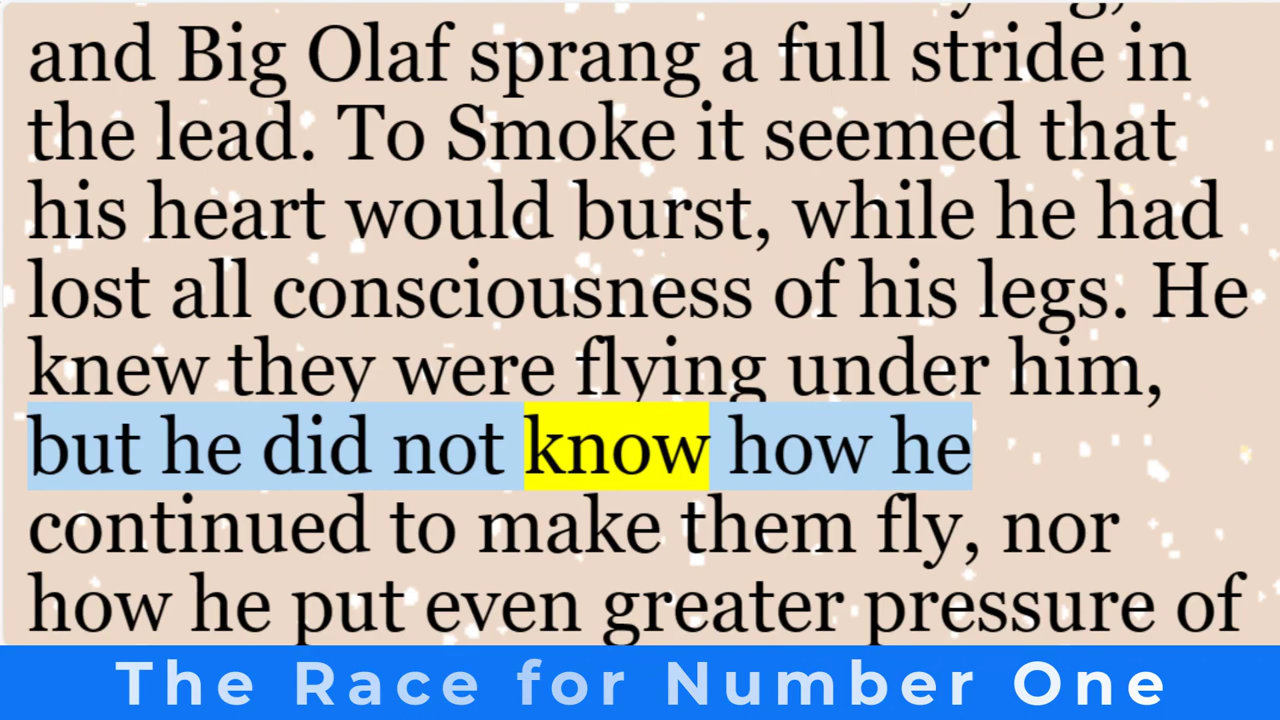 and Big Olaf sprang a full stride in
the lead. To Smoke it seemed that
his heart would burst, while he had
lost all consciousness of his legs. He
knew they were flying under him,
but he did not know how he
continued to make them fly, nor
how he put even greater pressure of
The Race for Number One